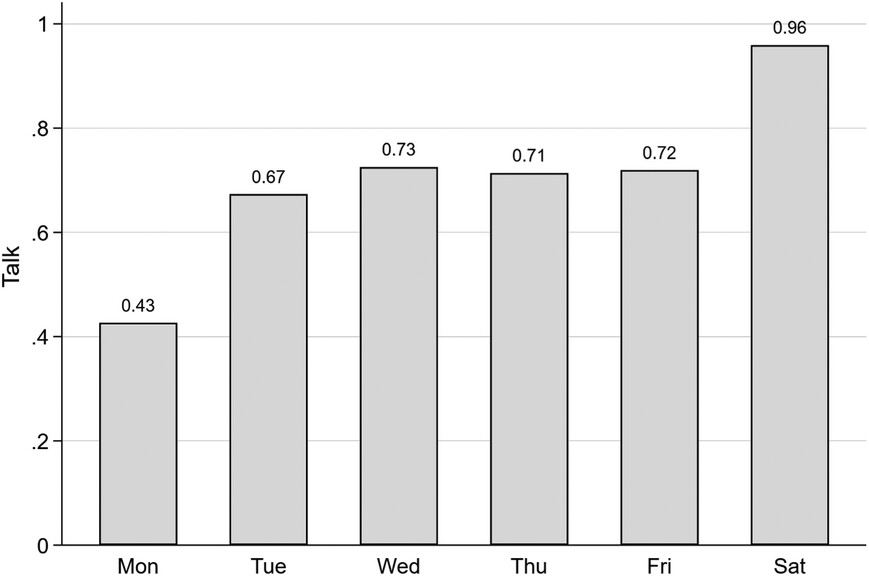 1
.8
.6
.4
.2
0
Talk
0.43
0.67
0.73
0.71
0.72
0.96
Mon
Tue
Wed
Thu
Fri
Sat